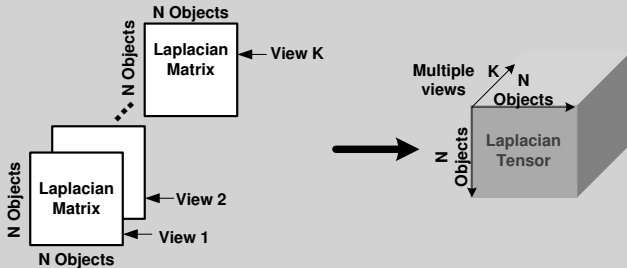 N Objects
N Objects
Laplacian
Matrix
View K
N Objects
Laplacian
Matrix
View 2
View 1
N Objects
Multiple
views
K
N
Objects
N
Objects
Laplacian
Tensor